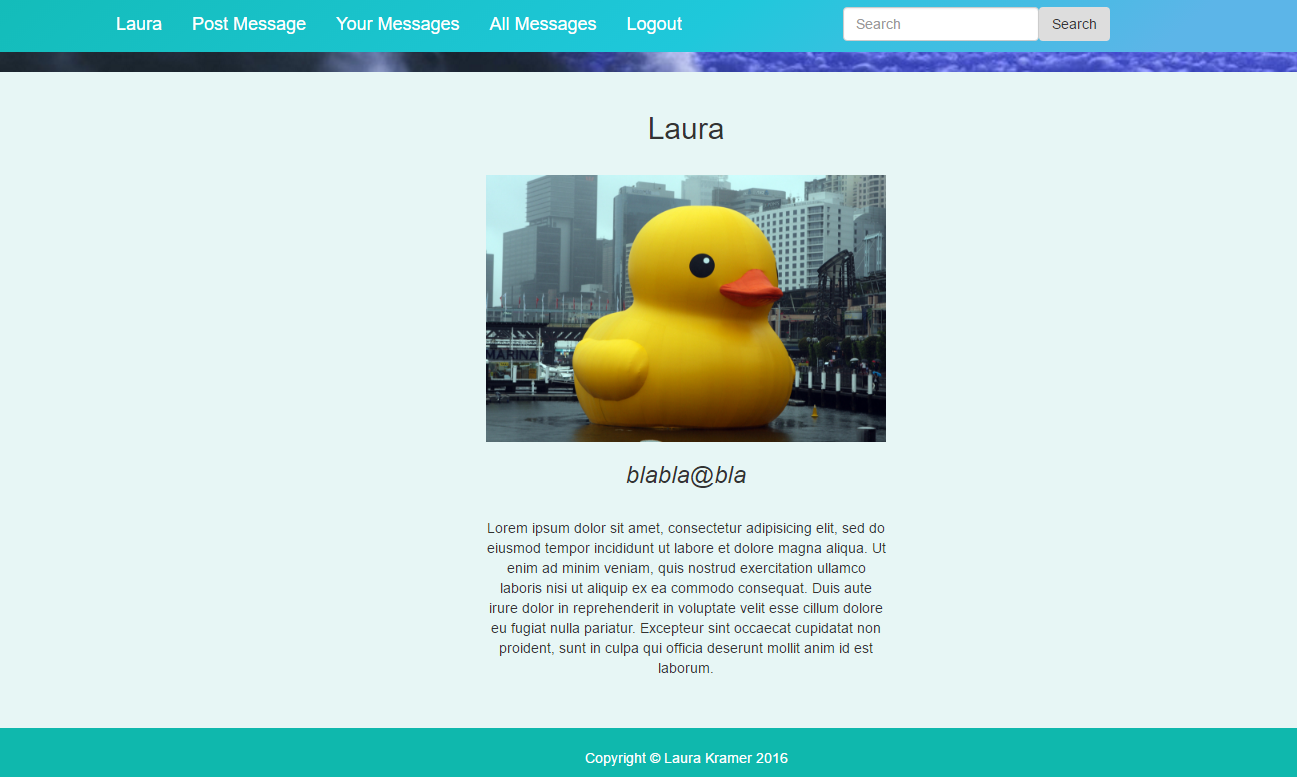 Laura Post Message Your Messages All Messages Logout Search Search
Laura
MARINA
blabla@bla
Lorem ipsum dolor sit amet, consectetur adipisicing elit, sed do
eiusmod tempor incididunt ut labore et dolore magna aliqua. Ut
enim ad minim veniam, quis nostrud exercitation ullamco
laboris nisi ut aliquip ex ea commodo consequat. Duis aute
irure dolor in reprehenderit in voluptate velit esse cillum dolore
eu fugiat nulla pariatur. Excepteur sint occaecat cupidatat non
proident, sunt in culpa qui officia deserunt mollit anim id est
laborum.
Copyright © Laura Kramer 2016